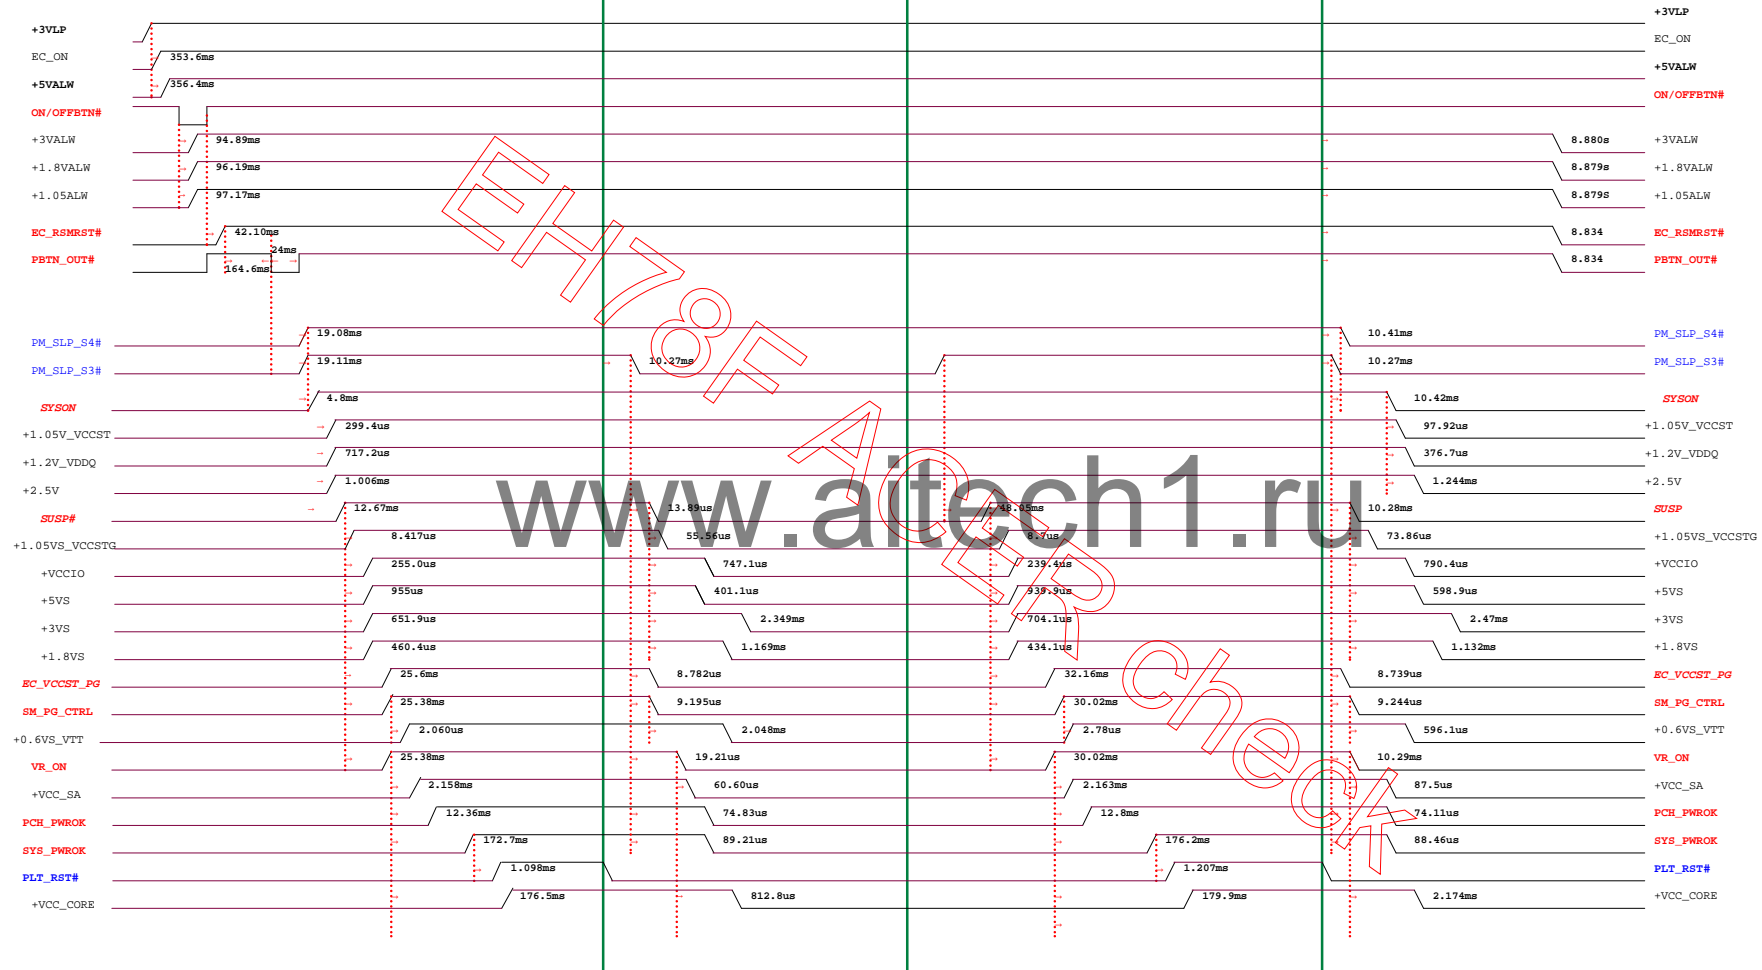 +3VLP +3VLP
EC_ON 353.6ms EC_ON
+5VALW 356.4ms +5VALW
ON/OFFBTN# ON/OFFBTN#
+3VALW 94.89ms 8.880s +3VALW
+1.8VALW 96.19ms 8.879s +1.8VALW
+1.05ALW 97.17ms 8.879S +1.05ALW
EC_RSMRST# 42.10ms 8.834 EC_RSMRST#
24ms
PBTN_OUT# 164.6ms 8.834 PBTN_OUT#
PM_SLP_S4# 19.08ms 10.41ms PM_SLP_S4#
PM_SLP_S3# 19.11ms 10.27ms 10.27ms PM_SLP_S3#
SYSON 4.8ms 10.42ms SYSON
+1.05V_VCCST 299.4us 97.92us +1.05V_VCCST
+1.2V_VDDQ 717.2us 376.7us +1.2V_VDDQ
+2.5V 1.006ms 1.244ms +2.5V
SUSP# 12.67ms 13.89us 48.05ms 10.28ms SUSP
+1.05VS_VCCSTG 8.417us 55.56us 8.7us 73.86us +1.05VS_VCCSTG
+VCCIO 255.0us 747.1us 239.4us 790.4us +VCCIO
+5VS 955us 401.1us 939.9us 598.9us +5VS
+3VS 651.9us 2.349ms 704.1us 2.47ms +3VS
+1.8VS 460.4us 1.169ms 434.1us 1.132ms +1.8VS
EC_VCCST_PG 25.6ms 8.782us 32.16ms 8.739us EC_VCCST_PG
SM_PG_CTRL 25.38ms 9.195us 30.02ms 9.244us SM_PG_CTRL
+0.6VS_VTT 2.060us 2.048ms 2.78us 596.1us +0.6VS_VTT
VR_ON 25.38ms 19.21us 30.02ms 10.29ms VR_ON
+VCC_SA 2.158ms 60.60us 2.163ms 87.5us +VCC_SA
PCH_PWROK 12.36ms 74.83us 12.8ms 74.11us PCH_PWROK
SYS_PWROK 172.7ms 89.21us 176.2ms 88.46us SYS_PWROK
PLT_RST# 1.098ms 1.207ms PLT_RST#
+VCC_CORE 176.5ms 812.8us 179.9ms 2.174ms +VCC_CORE
EH78F ACER check
www.aitech1.ru